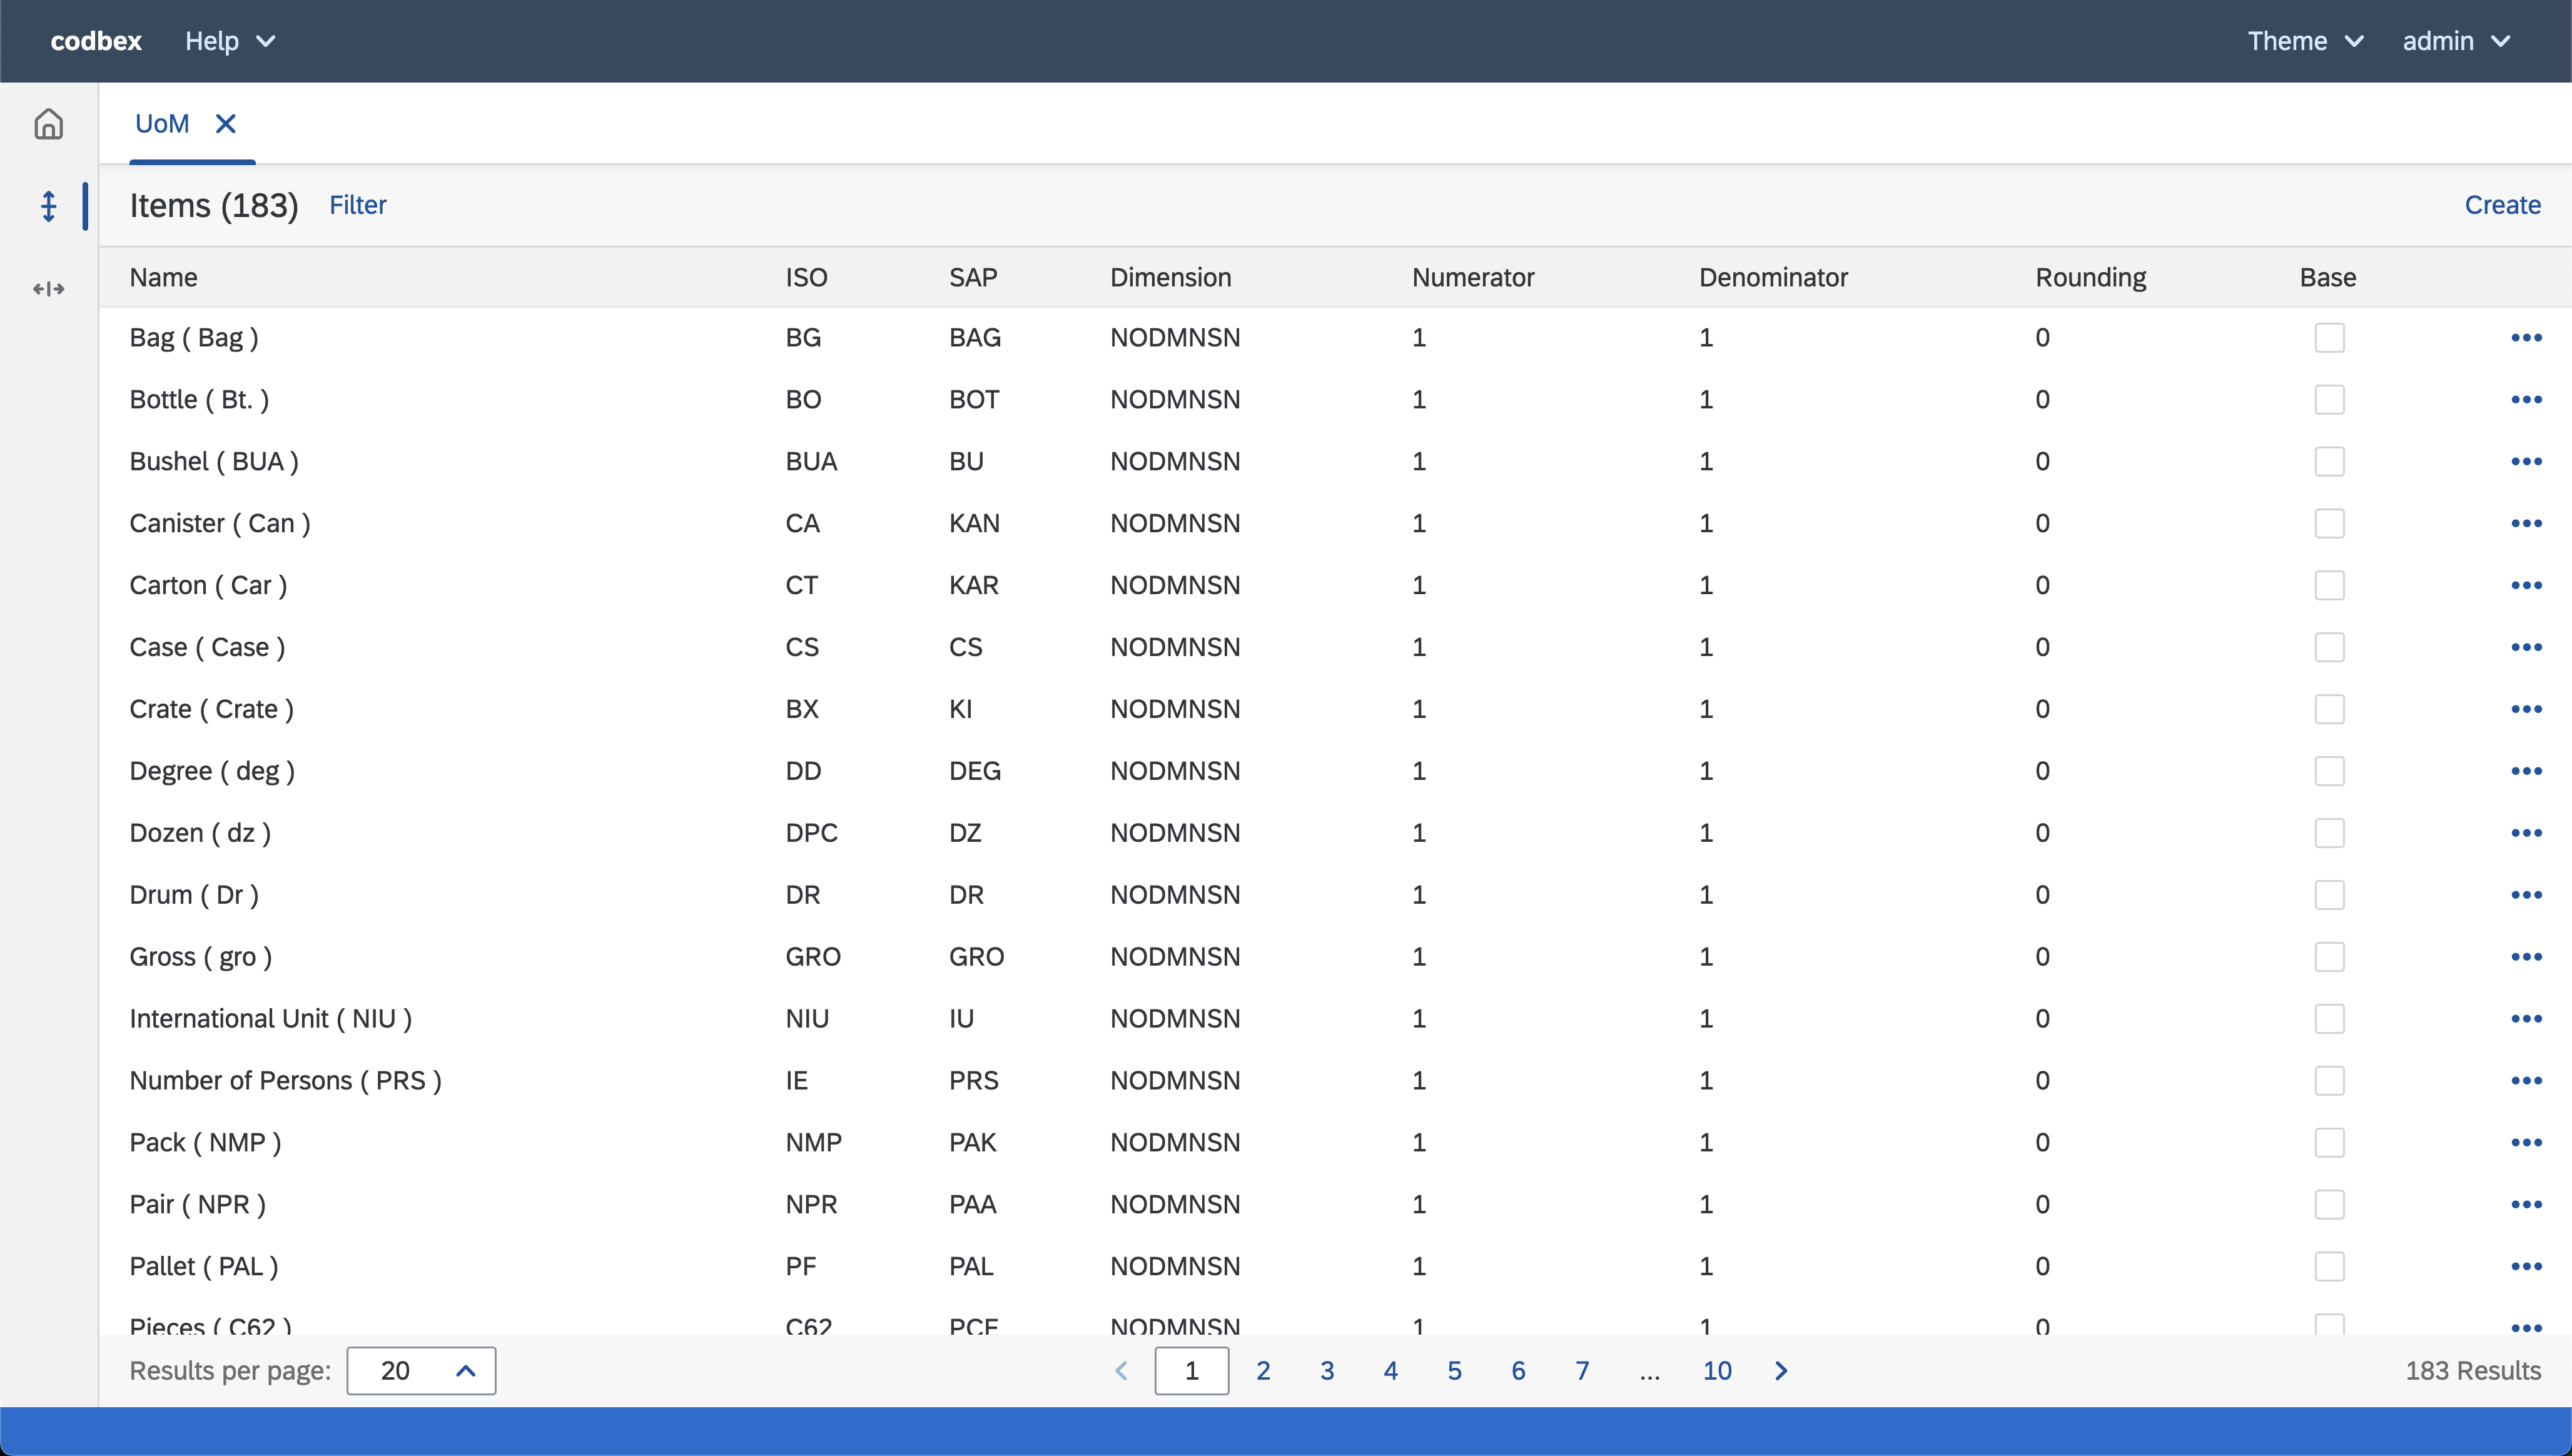 codbex Help Theme admin
UoM
Items (183) Filter Create
Name ISO SAP Dimension Numerator Denominator Rounding Base
Bag ( Bag ) BG BAG NODMNSN 1 1 0
Bottle ( Bt. ) BO BOT NODMNSN 1 1 0
Bushel ( BUA ) BUA BU NODMNSN 1 1 0
Canister ( Can ) CA KAN NODMNSN 1 1 0
Carton ( Car ) CT KAR NODMNSN 1 1 0
Case ( Case ) CS CS NODMNSN 1 1 0
Crate ( Crate ) BX KI NODMNSN 1 1 0
Degree ( deg ) DD DEG NODMNSN 1 1 0
Dozen ( dz ) DPC DZ NODMNSN 1 1 0
Drum ( Dr ) DR DR NODMNSN 1 1 0
Gross ( gro ) GRO GRO NODMNSN 1 1 0
International Unit ( NIU ) NIU IU NODMNSN 1 1 0
Number of Persons ( PRS ) IE PRS NODMNSN 1 1 0
Pack ( NMP ) NMP PAK NODMNSN 1 1 0
Pair ( NPR ) NPR PAA NODMNSN 1 1 0
Pallet ( PAL ) PF PAL NODMNSN 1 1 0
Pieces ( C62 ) C62 PCE NODMNSN 1 1 0
Results per page: 20 1 2 3 4 5 6 7 ... 10 183 Results